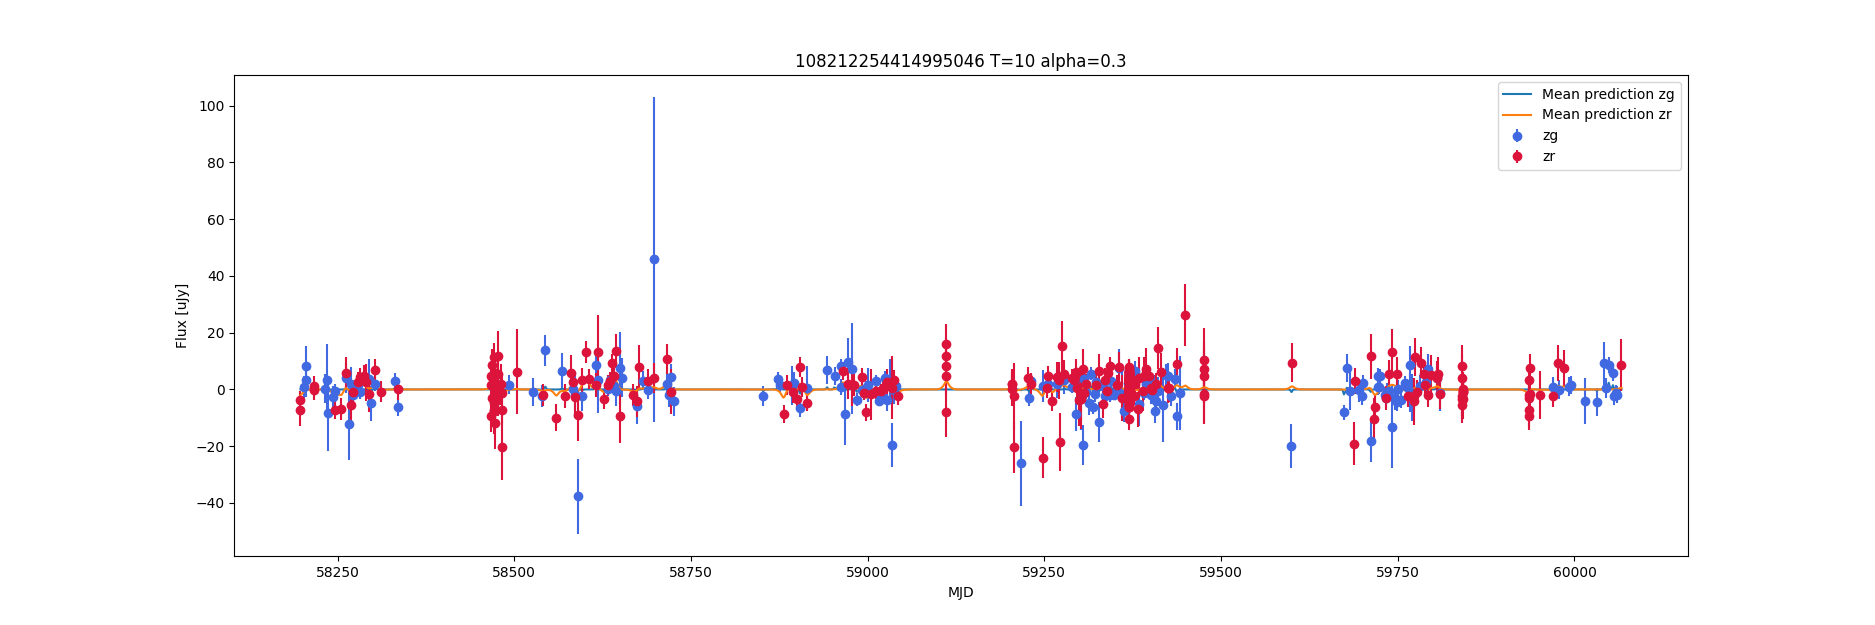 108212254414995046 T=10 alpha=0.3
Mean prediction zg
Mean prediction zr
zg
zr
Flux [uJy]
100
80
60
40
20
0
−20
−40
58250 58500 58750 59000 59250 59500 59750 60000
MJD